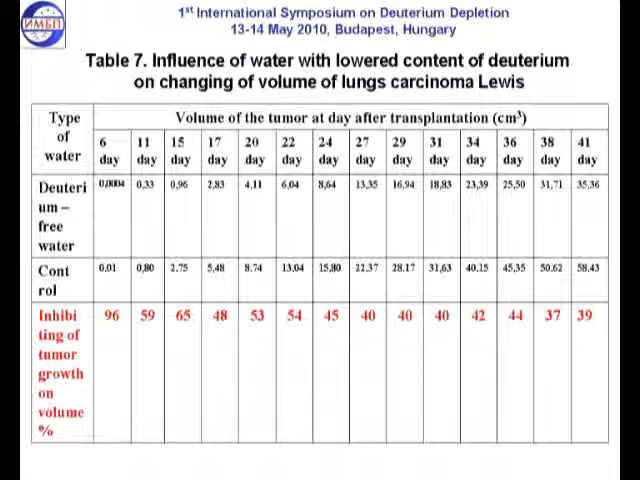 ИМБП
1st International Symposium on Deuterium Depletion
13-14 May 2010, Budapest, Hungary
Table 7. Influence of water with lowered content of deuterium
on changing of volume of lungs carcinoma Lewis
Type of water
Volume of the tumor at day after transplantation (cm³)
6 day 11 day 15 day 17 day 20 day 22 day 24 day 27 day 29 day 31 day 34 day 36 day 38 day 41 day
Deuteri
um –
free
water
0,33 0,96 2,83 4,11 6,04 8,64 13,35 16,94 18,83 23,39 25,50 31,71 35,36
Cont
rol
0,01 0,80 2.75 5,48 8.74 13.04 15,80 22,37 28.17 31,63 40.15 45,35 50.62 58.43
Inhibi
ting of
tumor
growth
on
volume
%
96 59 65 48 53 54 45 40 40 40 42 44 37 39